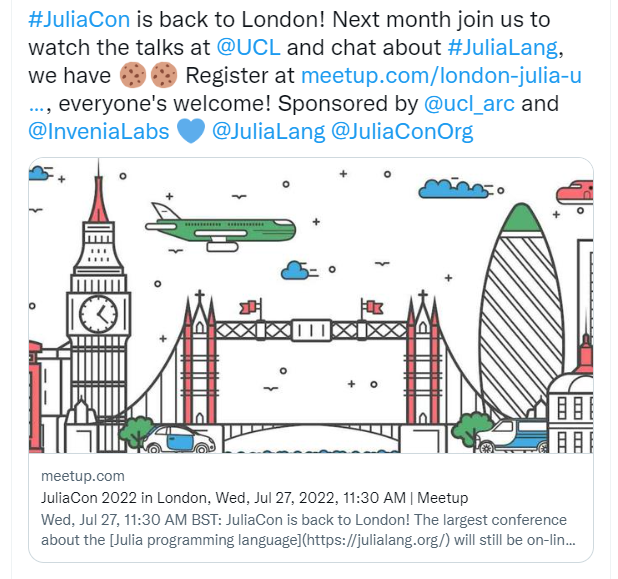 #JuliaCon is back to London! Next month join us to
watch the talks at @UCL and chat about #JuliaLang,
we have 🍪🍪 Register at meetup.com/london-julia-u
…, everyone's welcome! Sponsored by @ucl_arc and
@InveniaLabs 💙 @JuliaLang @JuliaConOrg
meetup.com
JuliaCon 2022 in London, Wed, Jul 27, 2022, 11:30 AM | Meetup
Wed, Jul 27, 11:30 AM BST: JuliaCon is back to London! The largest conference
about the [Julia programming language](https://julialang.org/) will still be on-lin...